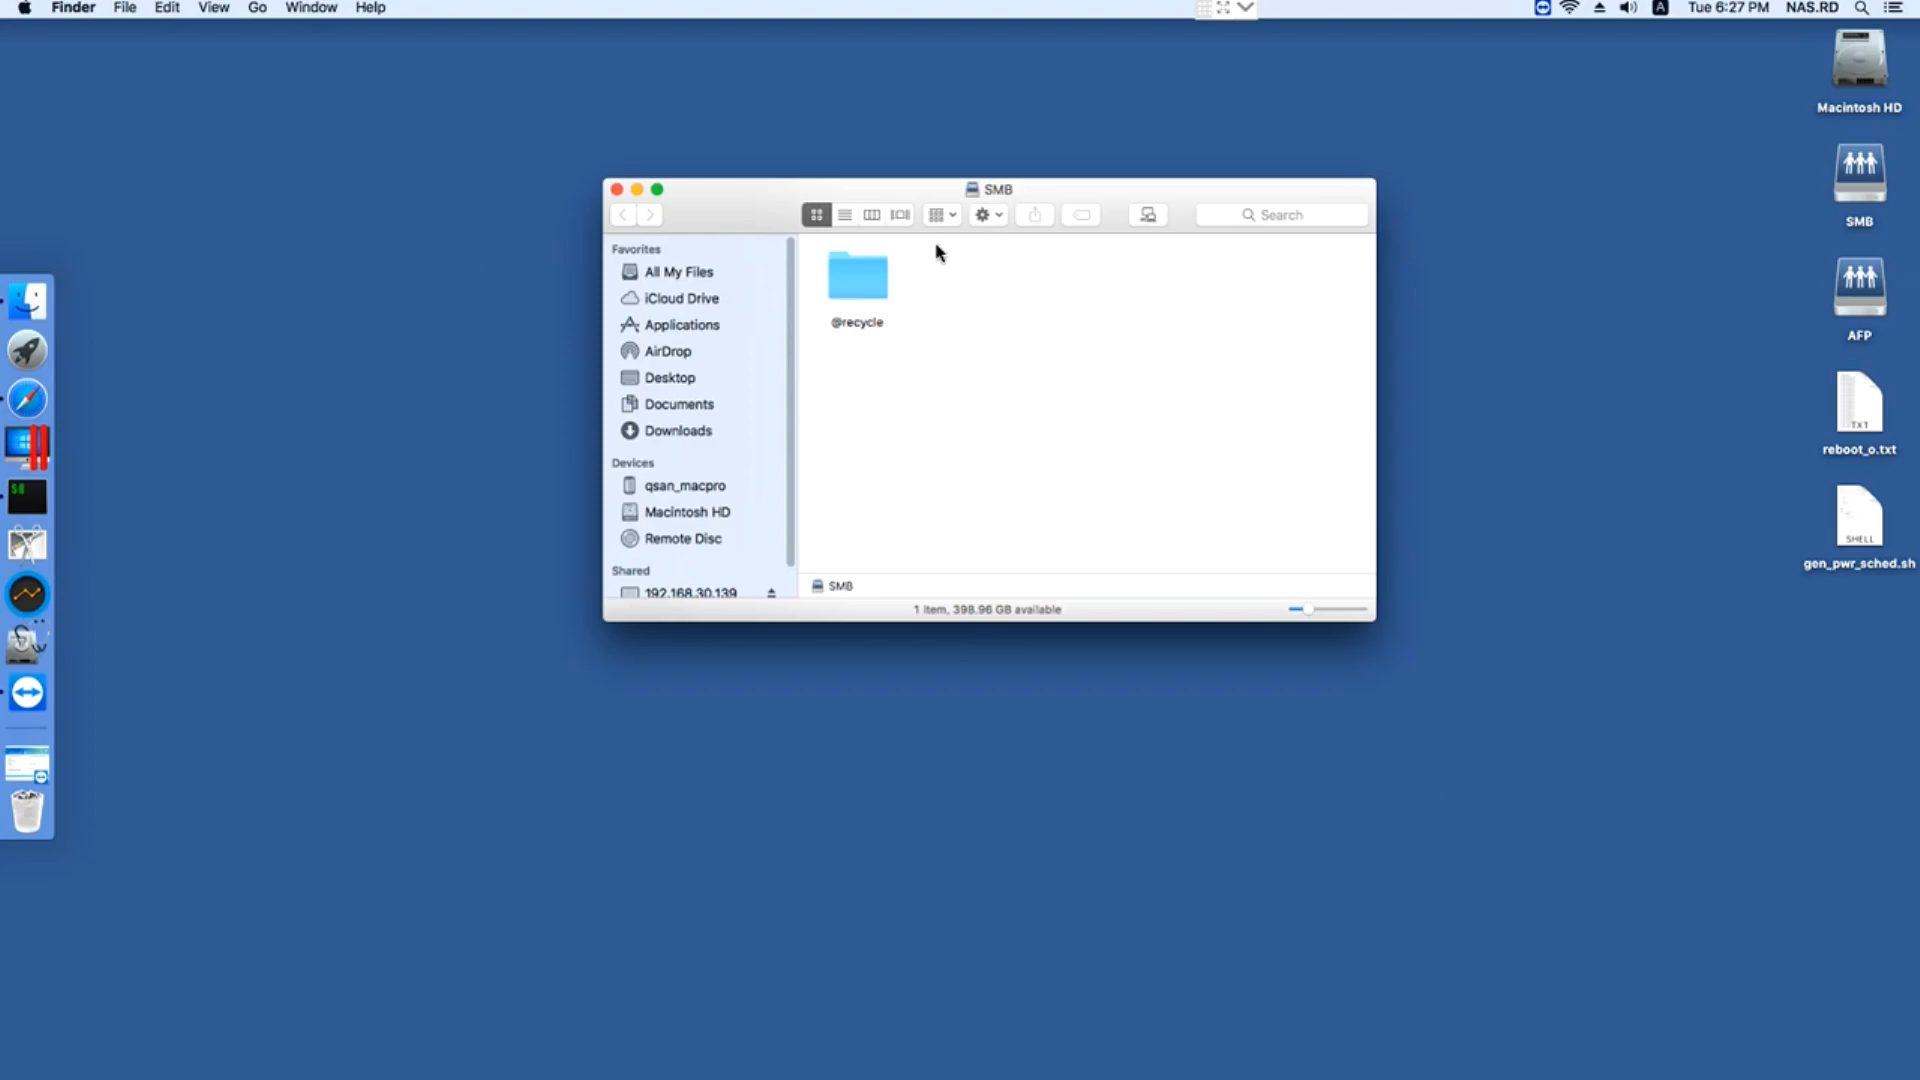 Finder File Edit View Go Window Help
A Tue 6:27 PM NAS.RD
Macintosh HD
SMB
AFP
TXT
reboot_o.txt
SHELL
gen_pwr_sched.sh
SMB
Search
Favorites
All My Files
iCloud Drive
Applications
AirDrop
Desktop
Documents
Downloads
Devices
qsan_macpro
Macintosh HD
Remote Disc
Shared
192.168.30.139
@recycle
SMB
1 item, 398.96 GB available